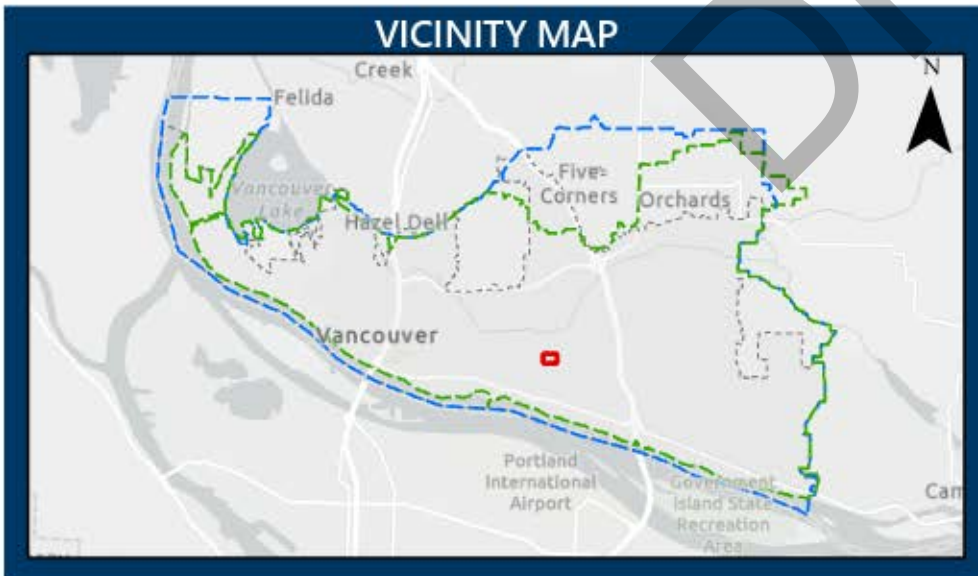 VICINITY MAP
Creek
N
Felida
Vancouver
Lake
Five
Corners
Orchards
Hazel Dell
Vancouver
Portland
International
Airport
Government
Island State
Recreation
Area
Cam